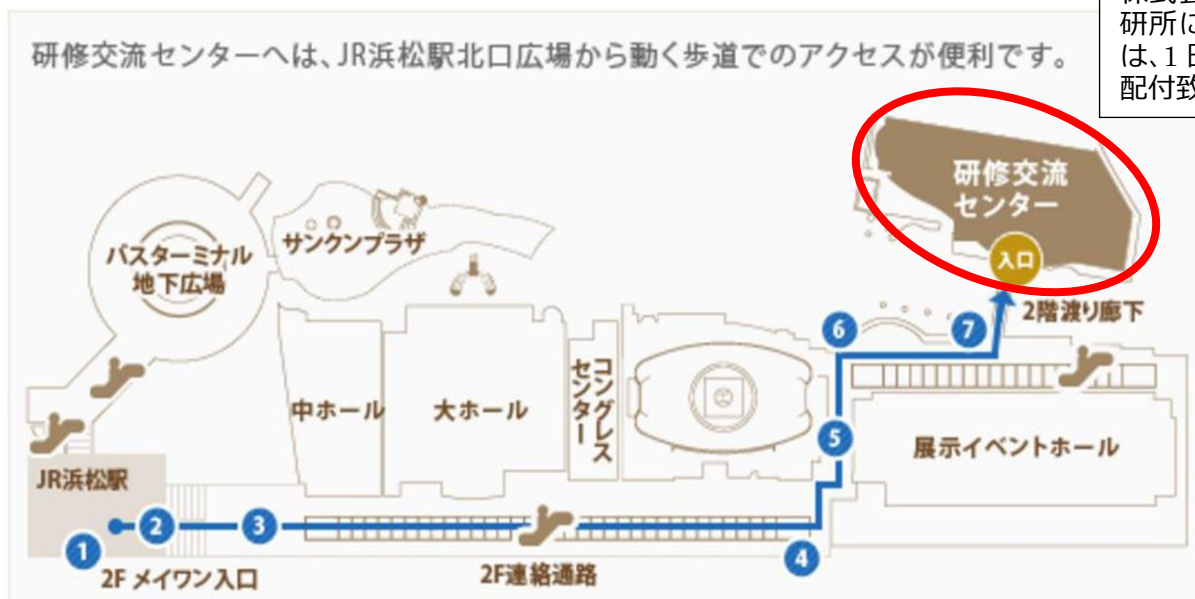 研所に
は、1日
配付致
研修交流センターへは、JR浜松駅北口広場から動く歩道でのアクセスが便利です。
研修交流
センター
入口
2階渡り廊下
バスターミナル
地下広場
サンクンプラザ
中ホール
大ホール
コングレス
センター
展示イベントホール
JR浜松駅
1
2
3
4
5
6
7
2F メイワン入口
2F連絡通路